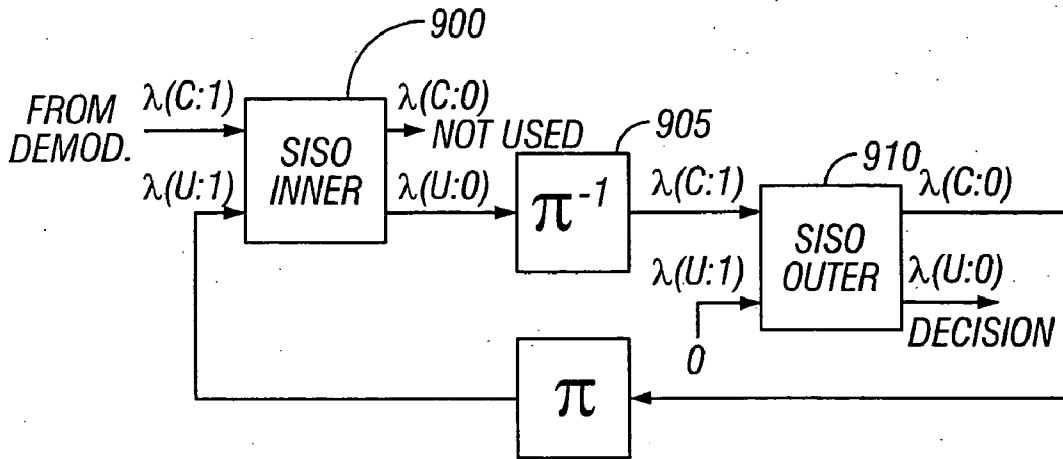 900
FROM
DEMOD.
λ(C:1)
λ(C:0)
NOT USED
SISO
INNER
λ(U:1)
λ(U:0)
905
π-1
λ(C:1)
910
λ(C:0)
SISO
OUTER
λ(U:1)
λ(U:0)
0
DECISION
π